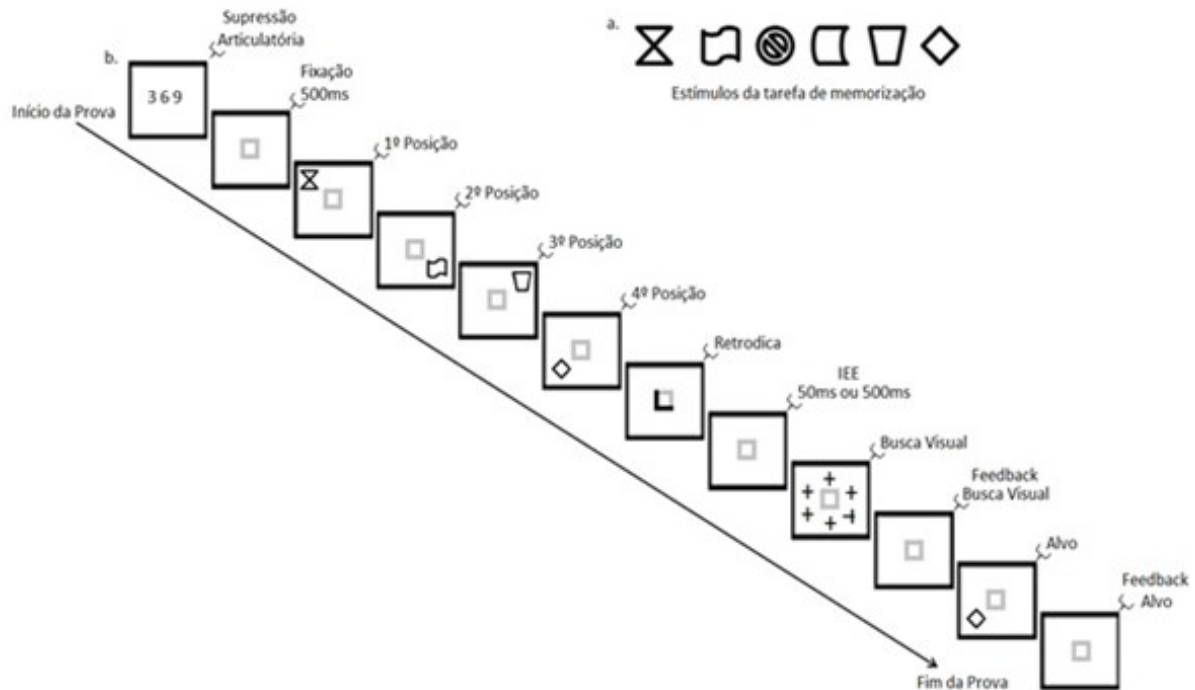 a.
Estímulos da tarefa de memorização
b.
Supressão
Articulatória
3 6 9
Início da Prova
Fixação
500ms
1º Posição
2º Posição
3º Posição
4º Posição
Retrodica
IEE
50ms ou 500ms
Busca Visual
Feedback
Busca Visual
Alvo
Feedback
Alvo
Fim da Prova